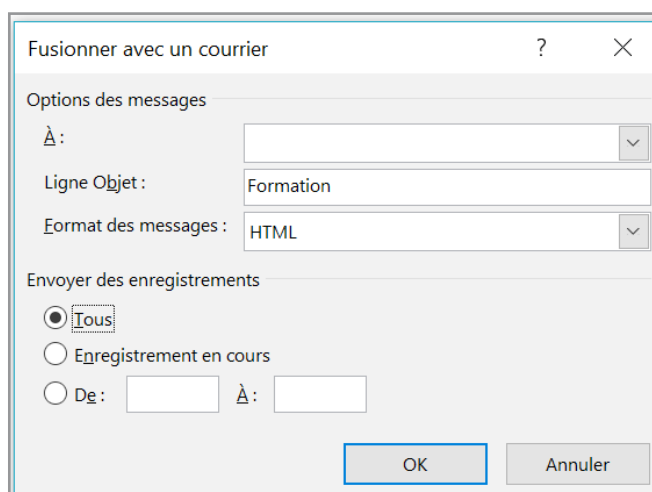 Fusionner avec un courrier ?
Options des messages
À :
Ligne Objet : Formation
Format des messages : HTML
Envoyer des enregistrements
Tous
Enregistrement en cours
De : À :
OK Annuler